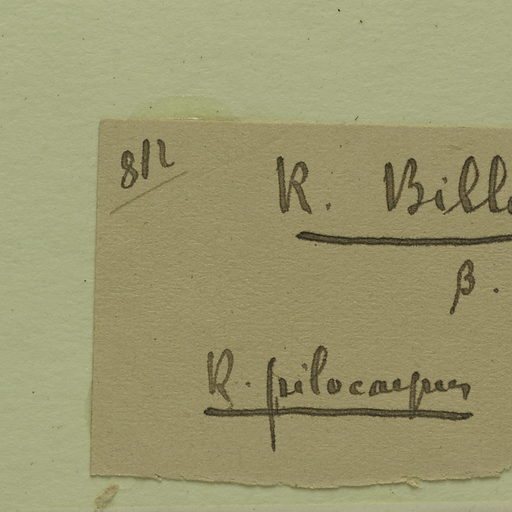 812
R. Bill
β.
R. pilocarpus